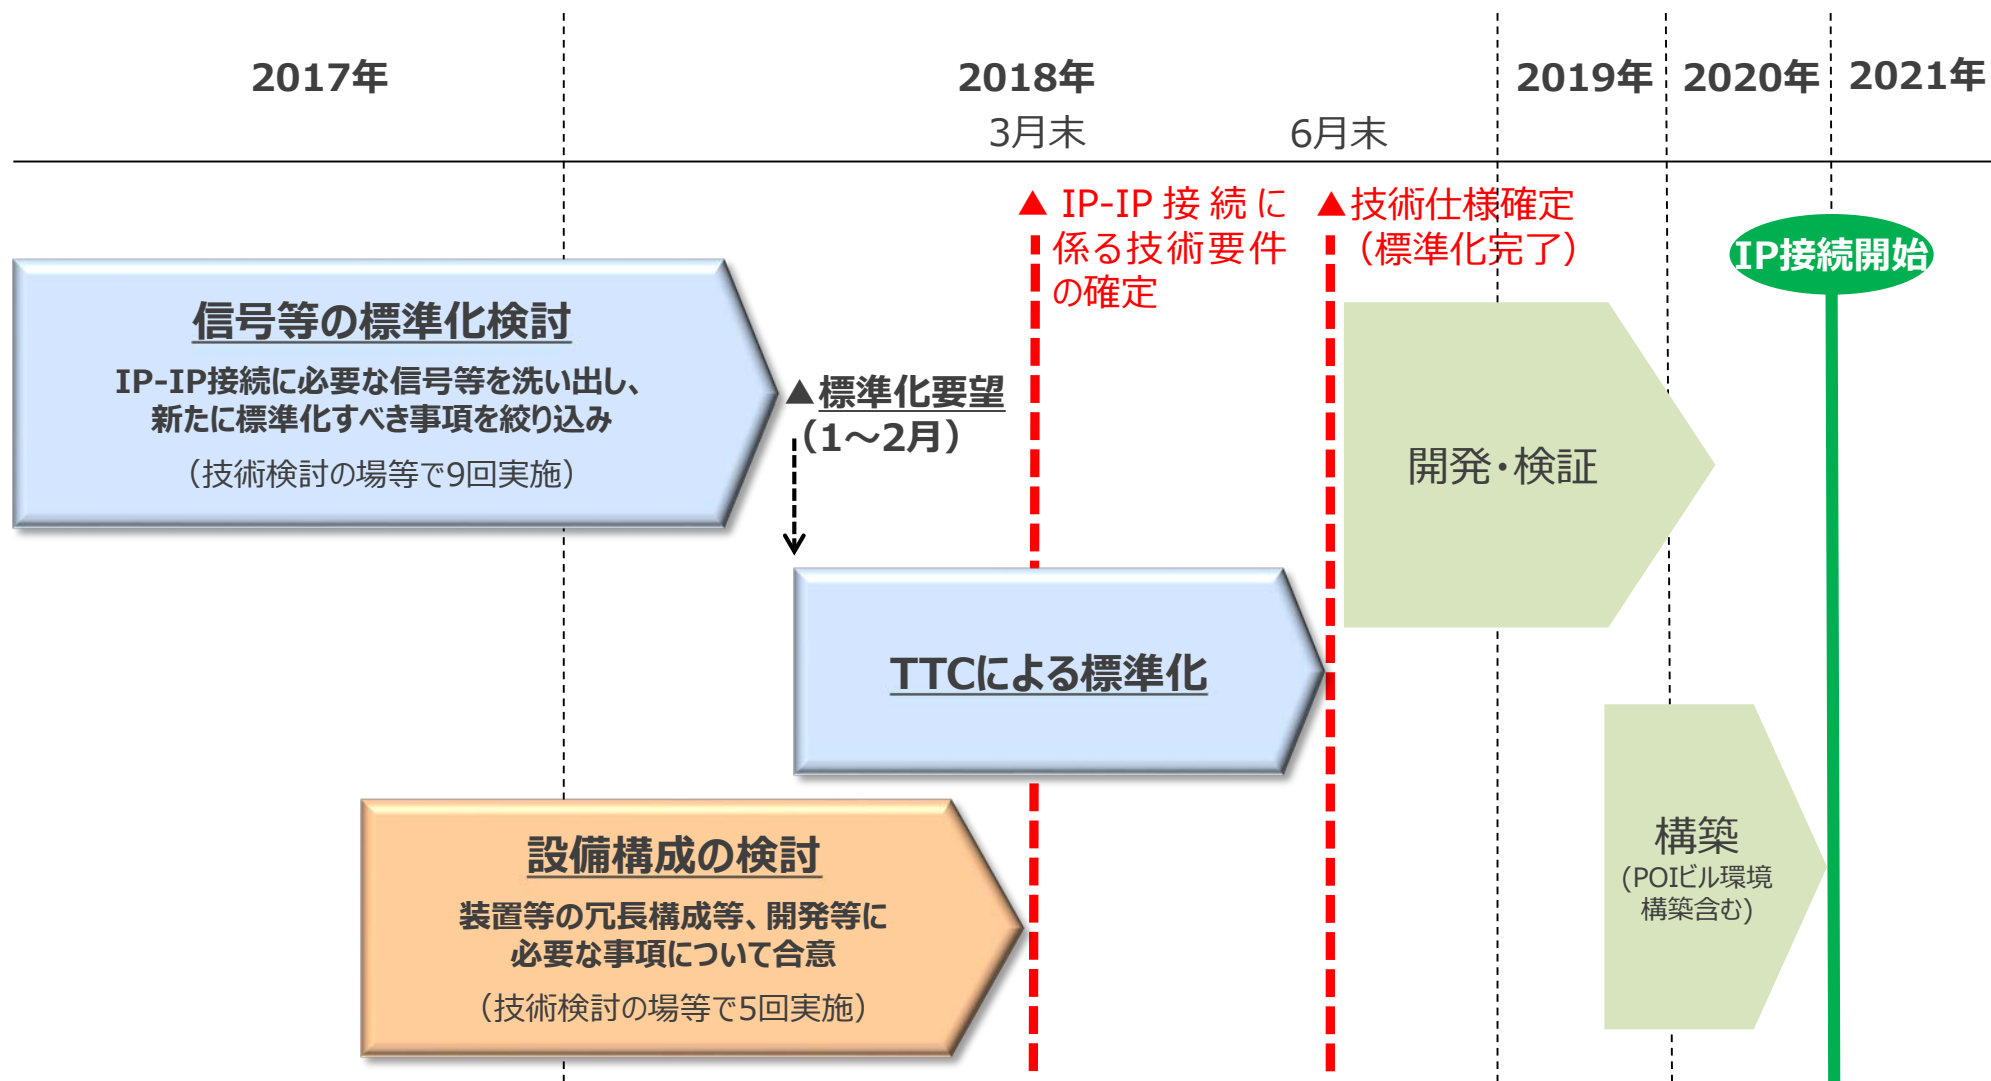 2017年
2018年
2019年
2020年
2021年
3月末
6月末
▲ IP-IP接続に
係る技術要件
の確定
▲技術仕様確定
（標準化完了）
IP接続開始
信号等の標準化検討
IP-IP接続に必要な信号等を洗い出し、
新たに標準化すべき事項を絞り込み
（技術検討の場等で9回実施）
▲標準化要望
（1～2月）
開発・検証
TTCによる標準化
設備構成の検討
装置等の冗長構成等、開発等に
必要な事項について合意
（技術検討の場等で5回実施）
構築
(POIビル環境
構築含む)